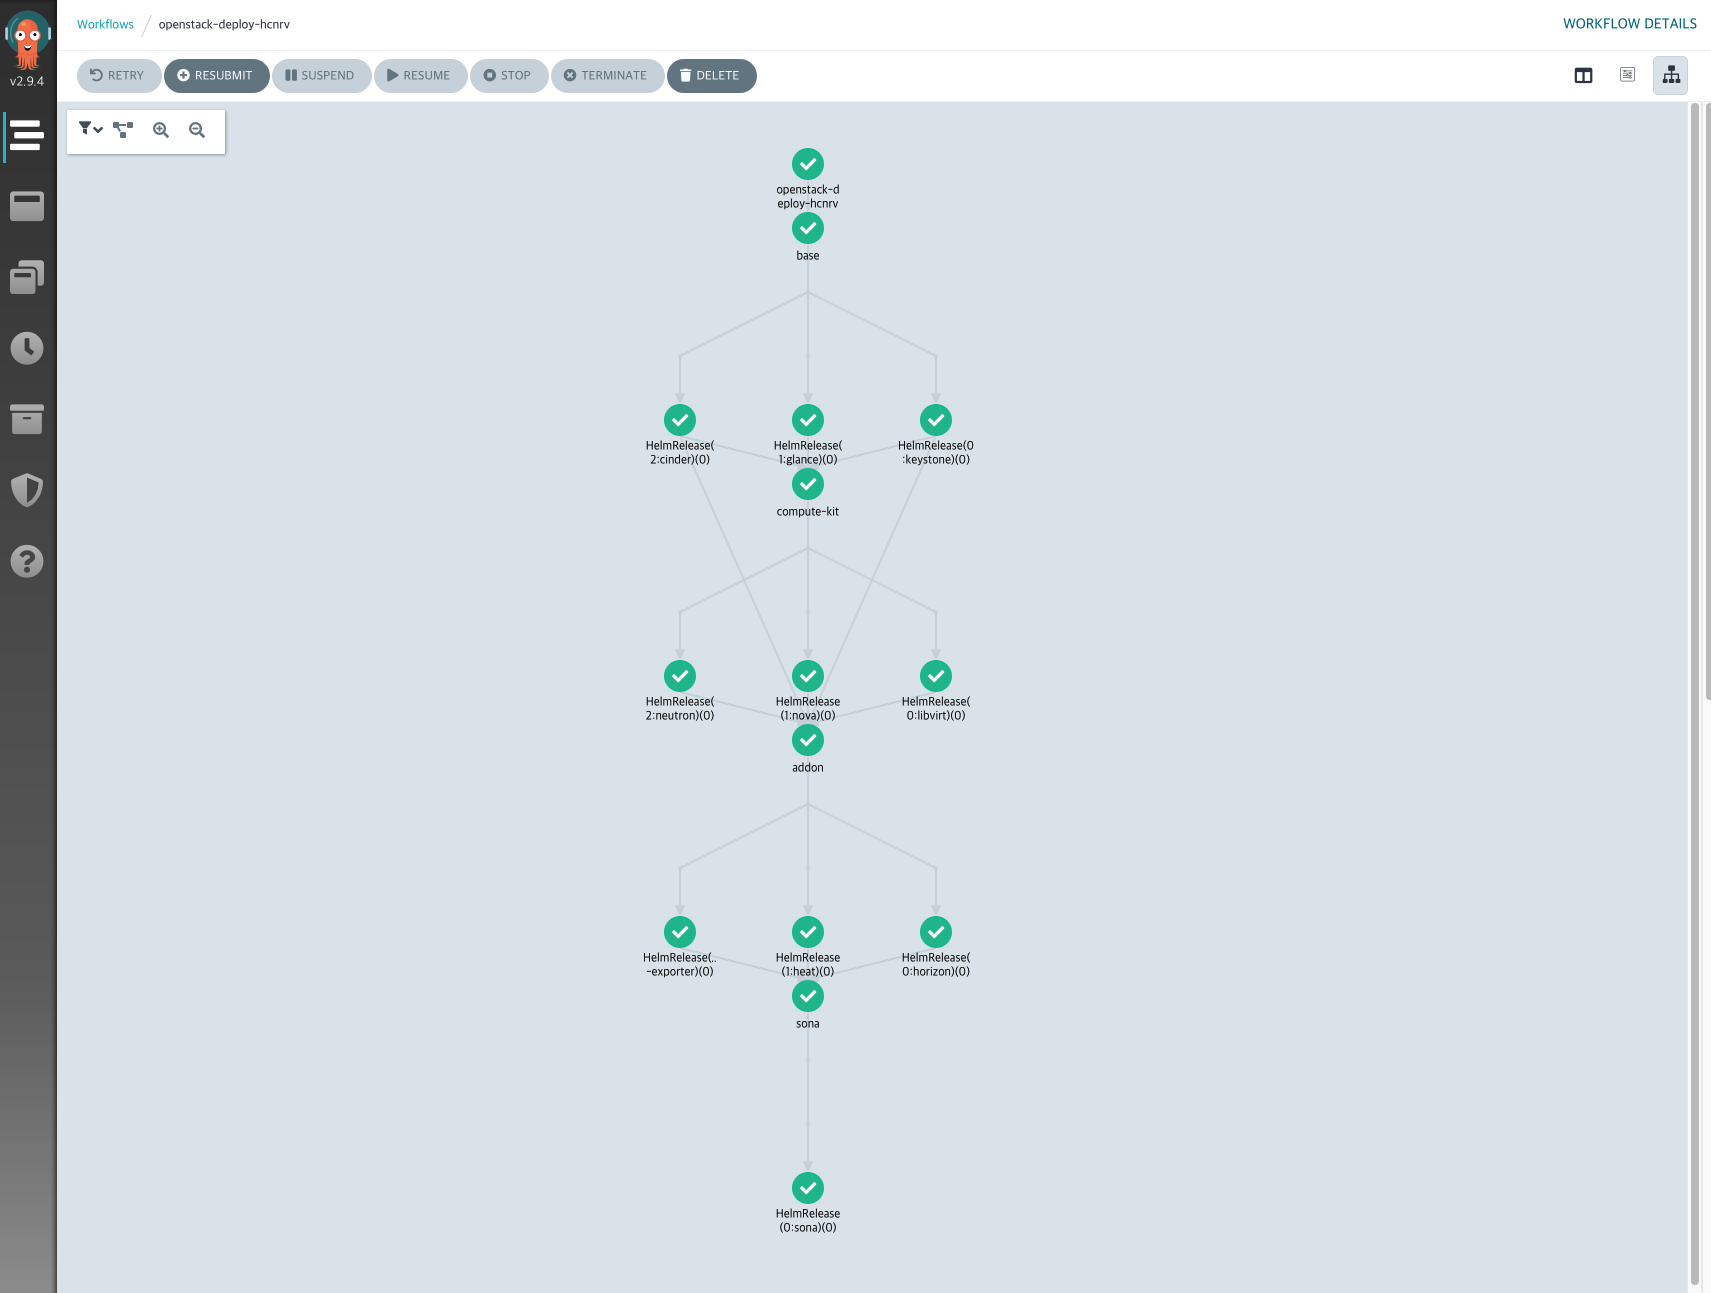 Workflows / openstack-deploy-hcnrv
WORKFLOW DETAILS
v2.9.4
RETRY RESUBMIT SUSPEND RESUME STOP TERMINATE DELETE
openstack-d
eploy-hcnrv
base
HelmRelease( HelmRelease( HelmRelease(0
2:cinder)(0) 1:glance)(0) :keystone)(0)
compute-kit
HelmRelease( HelmRelease HelmRelease(
2:neutron)(0) (1:nova)(0) 0:libvirt)(0)
addon
HelmRelease(.. HelmRelease HelmRelease(
-exporter)(0) (1:heat)(0) 0:horizon)(0)
sona
HelmRelease
(0:sona)(0)